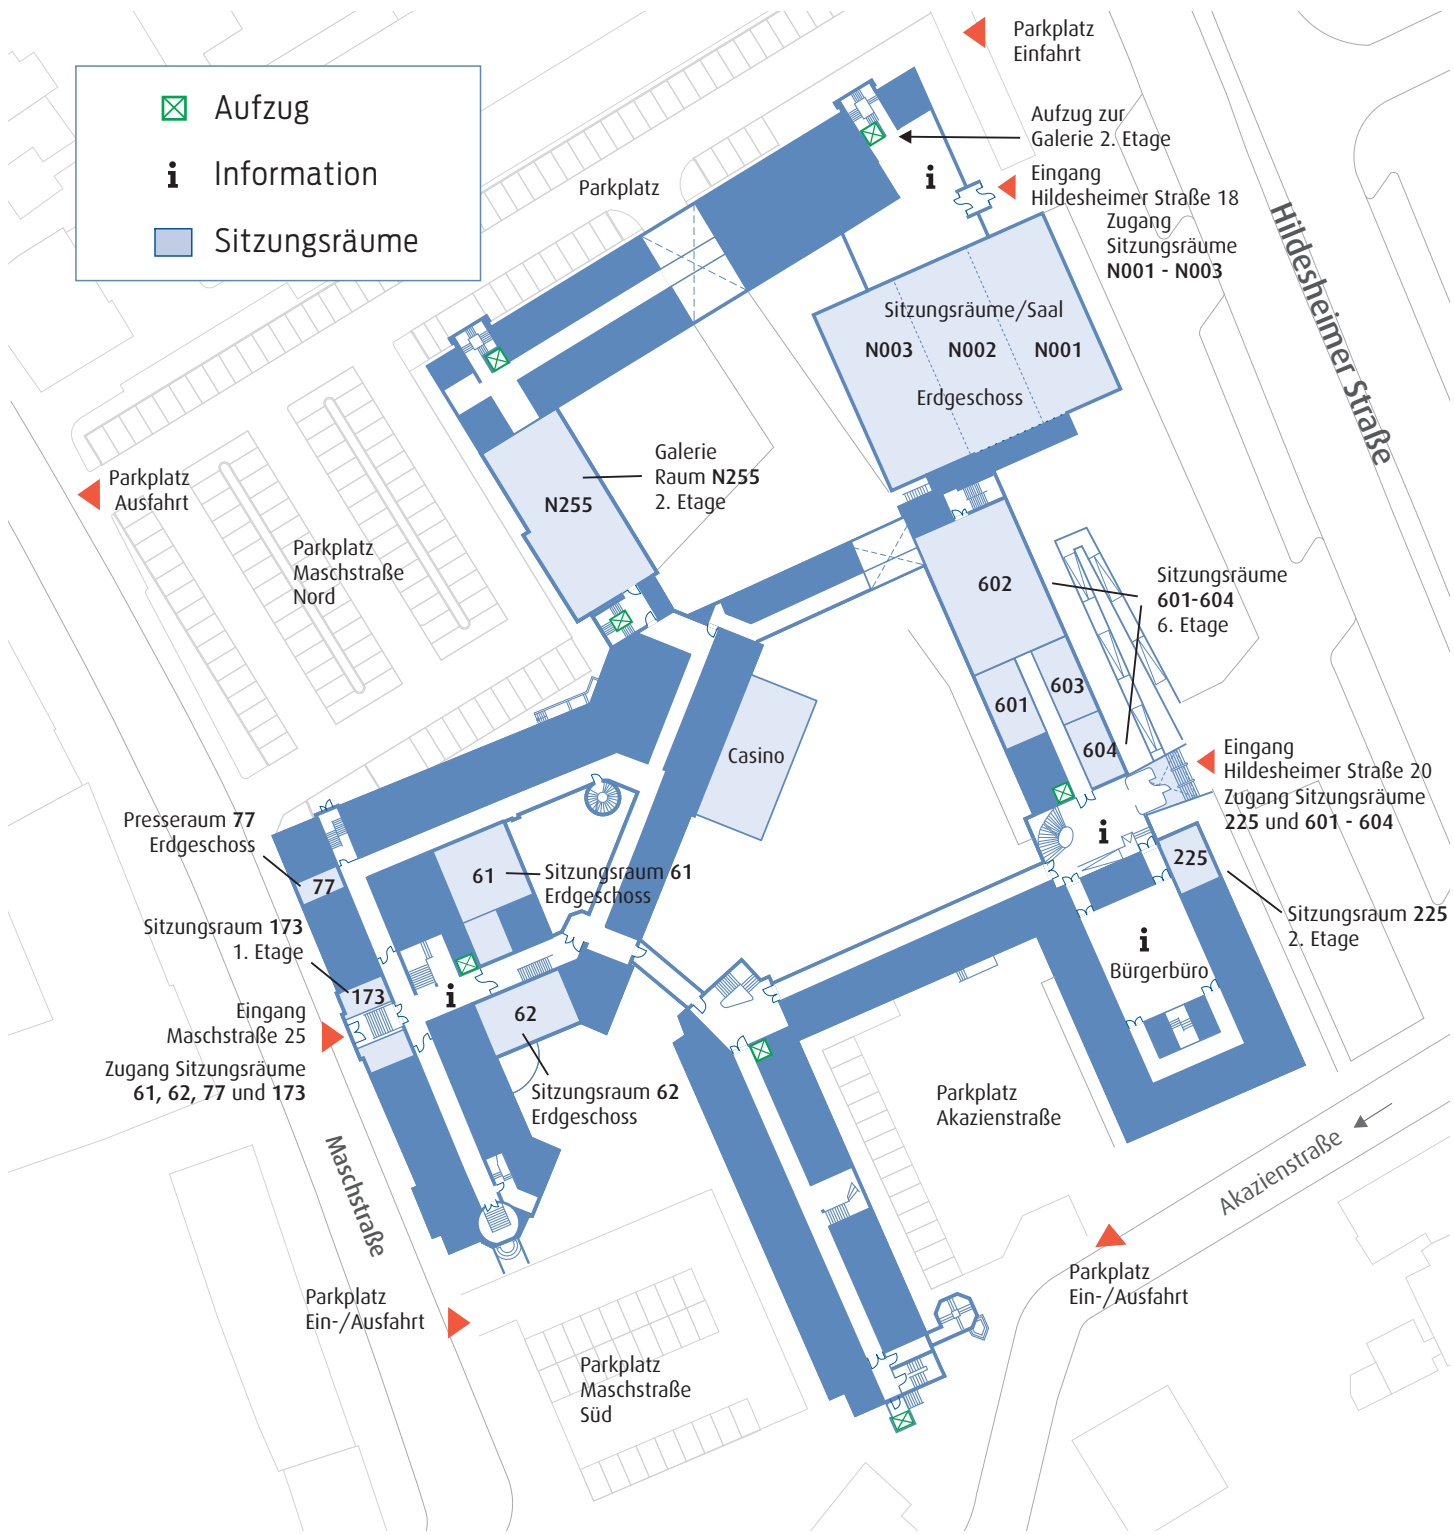 Aufzug
Information
Sitzungsräume
Parkplatz
Einfahrt
Aufzug zur
Galerie 2. Etage
Eingang
Hildesheimer Straße 18
Zugang
Sitzungsräume
N001 - N003
Hildesheimer Straße
Parkplatz
i
Sitzungsräume/Saal
N003
N002
N001
Erdgeschoss
Galerie
Raum N255
2. Etage
N255
Parkplatz
Ausfahrt
Parkplatz
Maschstraße
Nord
602
Sitzungsräume
601-604
6. Etage
601
603
604
Casino
Eingang
Hildesheimer Straße 20
Zugang Sitzungsräume
225 und 601 - 604
i
225
Sitzungsraum 225
2. Etage
i
Bürgerbüro
Presseraum 77
Erdgeschoss
77
61
Sitzungsraum 61
Erdgeschoss
Sitzungsraum 173
1. Etage
173
i
Eingang
Maschstraße 25
Zugang Sitzungsräume
61, 62, 77 und 173
62
Sitzungsraum 62
Erdgeschoss
Parkplatz
Akazienstraße
Akazienstraße
Maschstraße
Parkplatz
Ein-/Ausfahrt
Parkplatz
Ein-/Ausfahrt
Parkplatz
Maschstraße
Süd